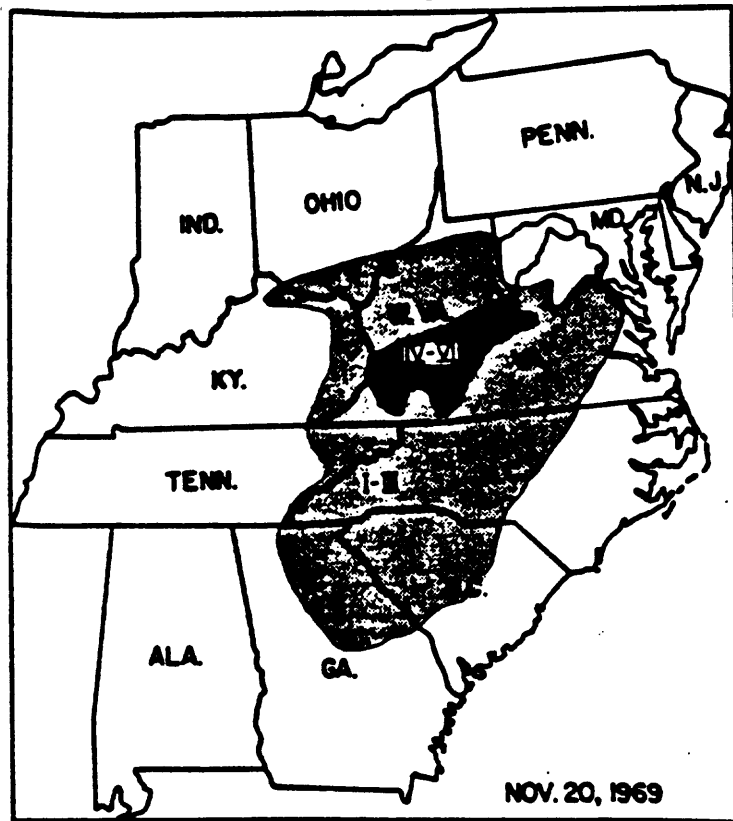 PENN.
OHIO
N.J.
IND.
MD.
IV-VI
KY.
TENN.
I-III
ALA.
GA.
NOV. 20, 1969